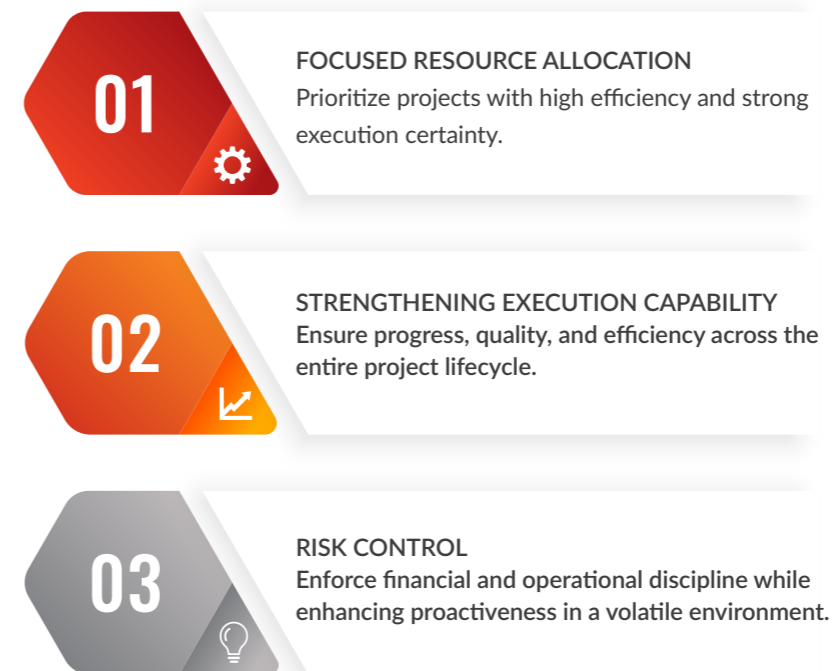 01
FOCUSED RESOURCE ALLOCATION
Prioritize projects with high efficiency and strong
execution certainty.
02
STRENGTHENING EXECUTION CAPABILITY
Ensure progress, quality, and efficiency across the
entire project lifecycle.
03
RISK CONTROL
Enforce financial and operational discipline while
enhancing proactiveness in a volatile environment.